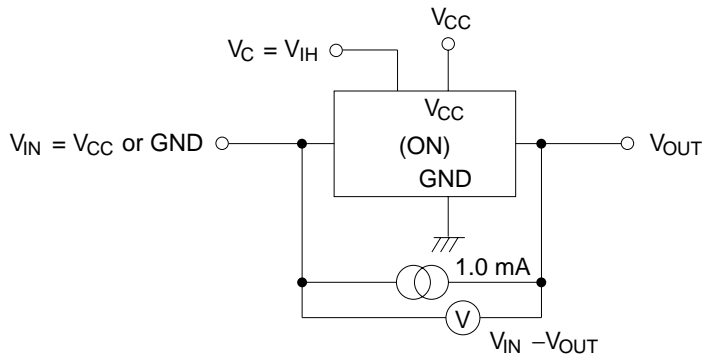 VCC
VC = VIH
VCC
VIN = VCC or GND
(ON)
VOUT
GND
1.0 mA
V
VIN –VOUT